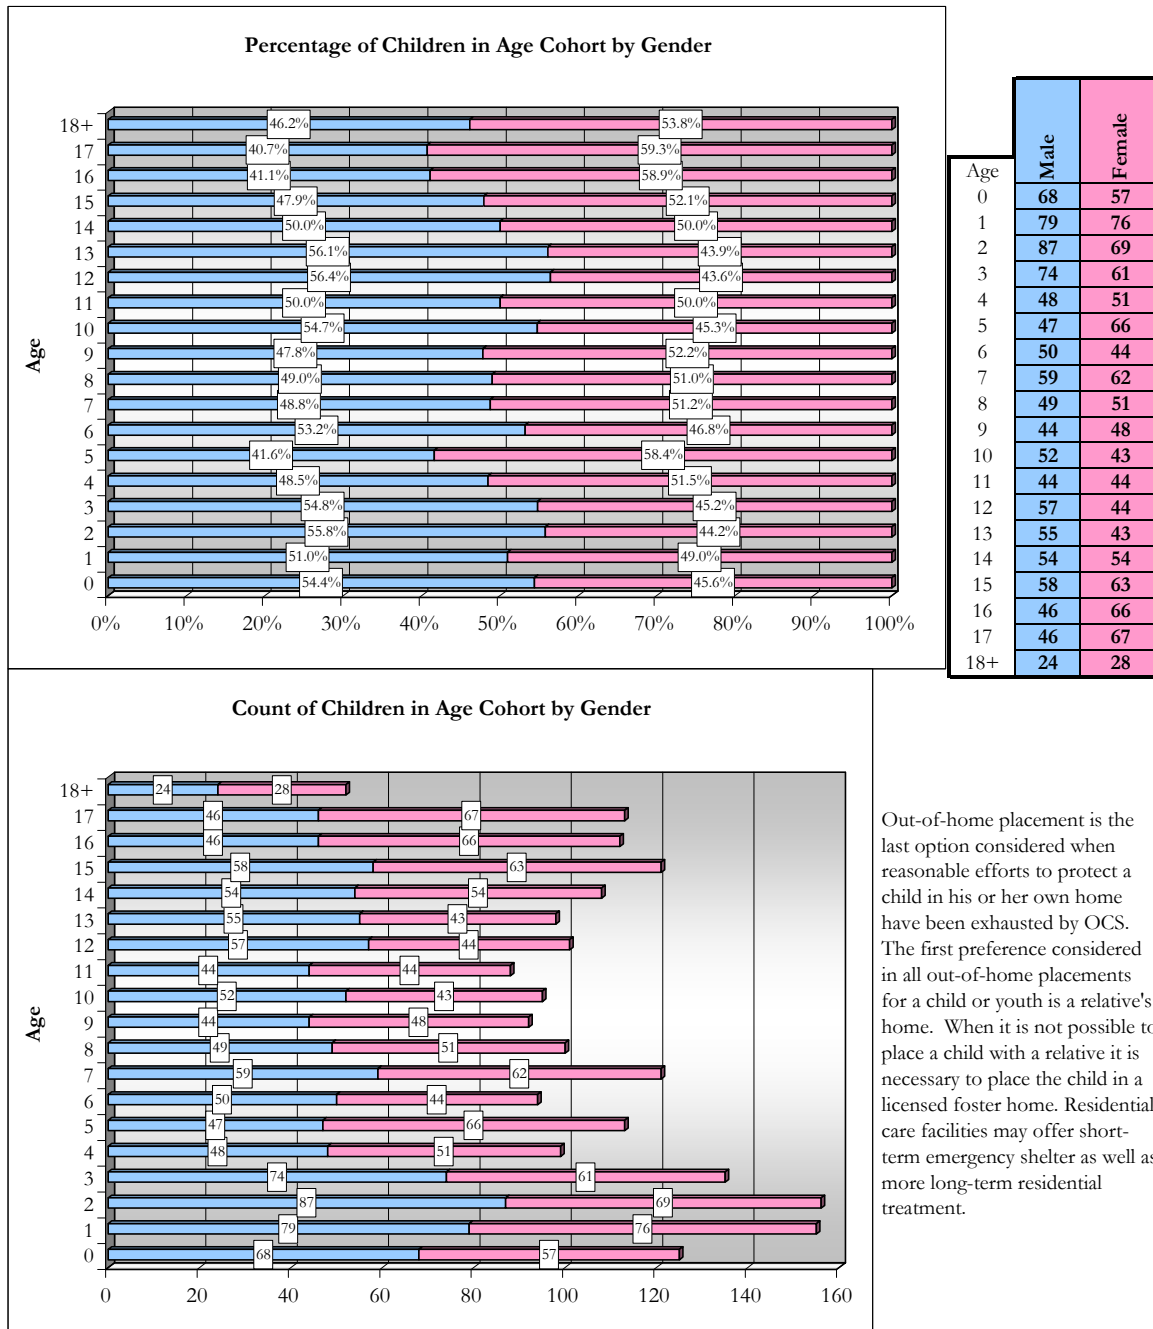 Percentage of Children in Age Cohort by Gender
Age
18+ 46.2% 53.8%
17 40.7% 59.3%
16 41.1% 58.9%
15 47.9% 52.1%
14 50.0% 50.0%
13 56.1% 43.9%
12 56.4% 43.6%
11 50.0% 50.0%
10 54.7% 45.3%
9 47.8% 52.2%
8 49.0% 51.0%
7 48.8% 51.2%
6 53.2% 46.8%
5 41.6% 58.4%
4 48.5% 51.5%
3 54.8% 45.2%
2 55.8% 44.2%
1 51.0% 49.0%
0 54.4% 45.6%
0% 10% 20% 30% 40% 50% 60% 70% 80% 90% 100%
Age Male Female
0 68 57
1 79 76
2 87 69
3 74 61
4 48 51
5 47 66
6 50 44
7 59 62
8 49 51
9 44 48
10 52 43
11 44 44
12 57 44
13 55 43
14 54 54
15 58 63
16 46 66
17 46 67
18+ 24 28
Count of Children in Age Cohort by Gender
Age
18+ 24 28
17 46 67
16 46 66
15 58 63
14 54 54
13 55 43
12 57 44
11 44 44
10 52 43
9 44 48
8 49 51
7 59 62
6 50 44
5 47 66
4 48 51
3 74 61
2 87 69
1 79 76
0 68 57
0 20 40 60 80 100 120 140 160
Out-of-home placement is the
last option considered when
reasonable efforts to protect a
child in his or her own home
have been exhausted by OCS.
The first preference considered
in all out-of-home placements
for a child or youth is a relative's
home. When it is not possible to
place a child with a relative it is
necessary to place the child in a
licensed foster home. Residential
care facilities may offer short-
term emergency shelter as well as
more long-term residential
treatment.